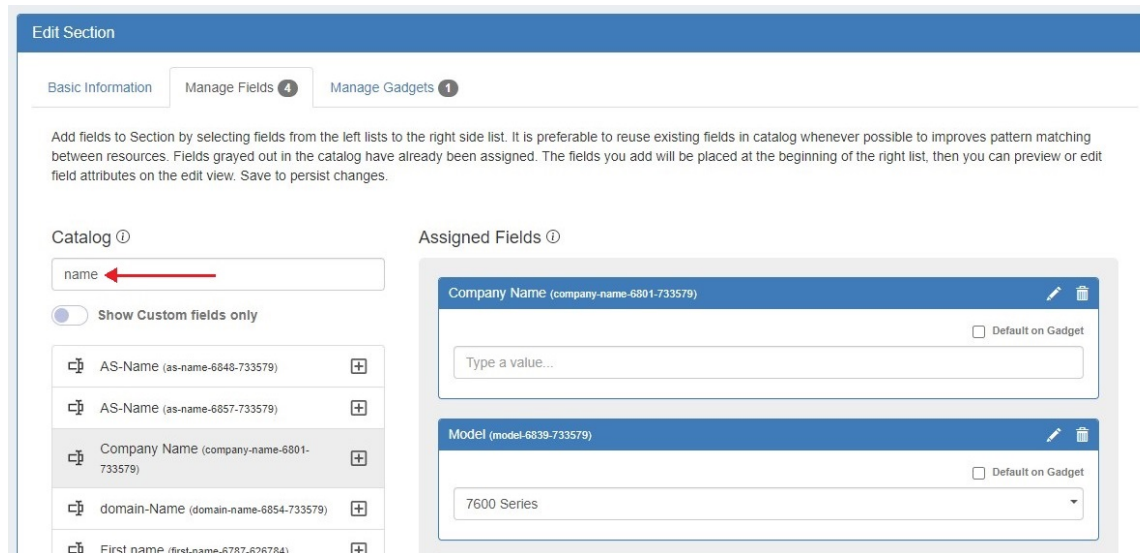 Edit Section
Basic Information
Manage Fields 4
Manage Gadgets 1
Add fields to Section by selecting fields from the left lists to the right side list. It is preferable to reuse existing fields in catalog whenever possible to improves pattern matching
between resources. Fields grayed out in the catalog have already been assigned. The fields you add will be placed at the beginning of the right list, then you can preview or edit
field attributes on the edit view. Save to persist changes.
Catalog
name
Show Custom fields only
AS-Name (as-name-6848-733579)
AS-Name (as-name-6857-733579)
Company Name (company-name-6801-
733579)
domain-Name (domain-name-6854-733579)
First name (first-name-6787-626784)
Assigned Fields
Company Name (company-name-6801-733579)
Default on Gadget
Type a value...
Model (model-6839-733579)
Default on Gadget
7600 Series